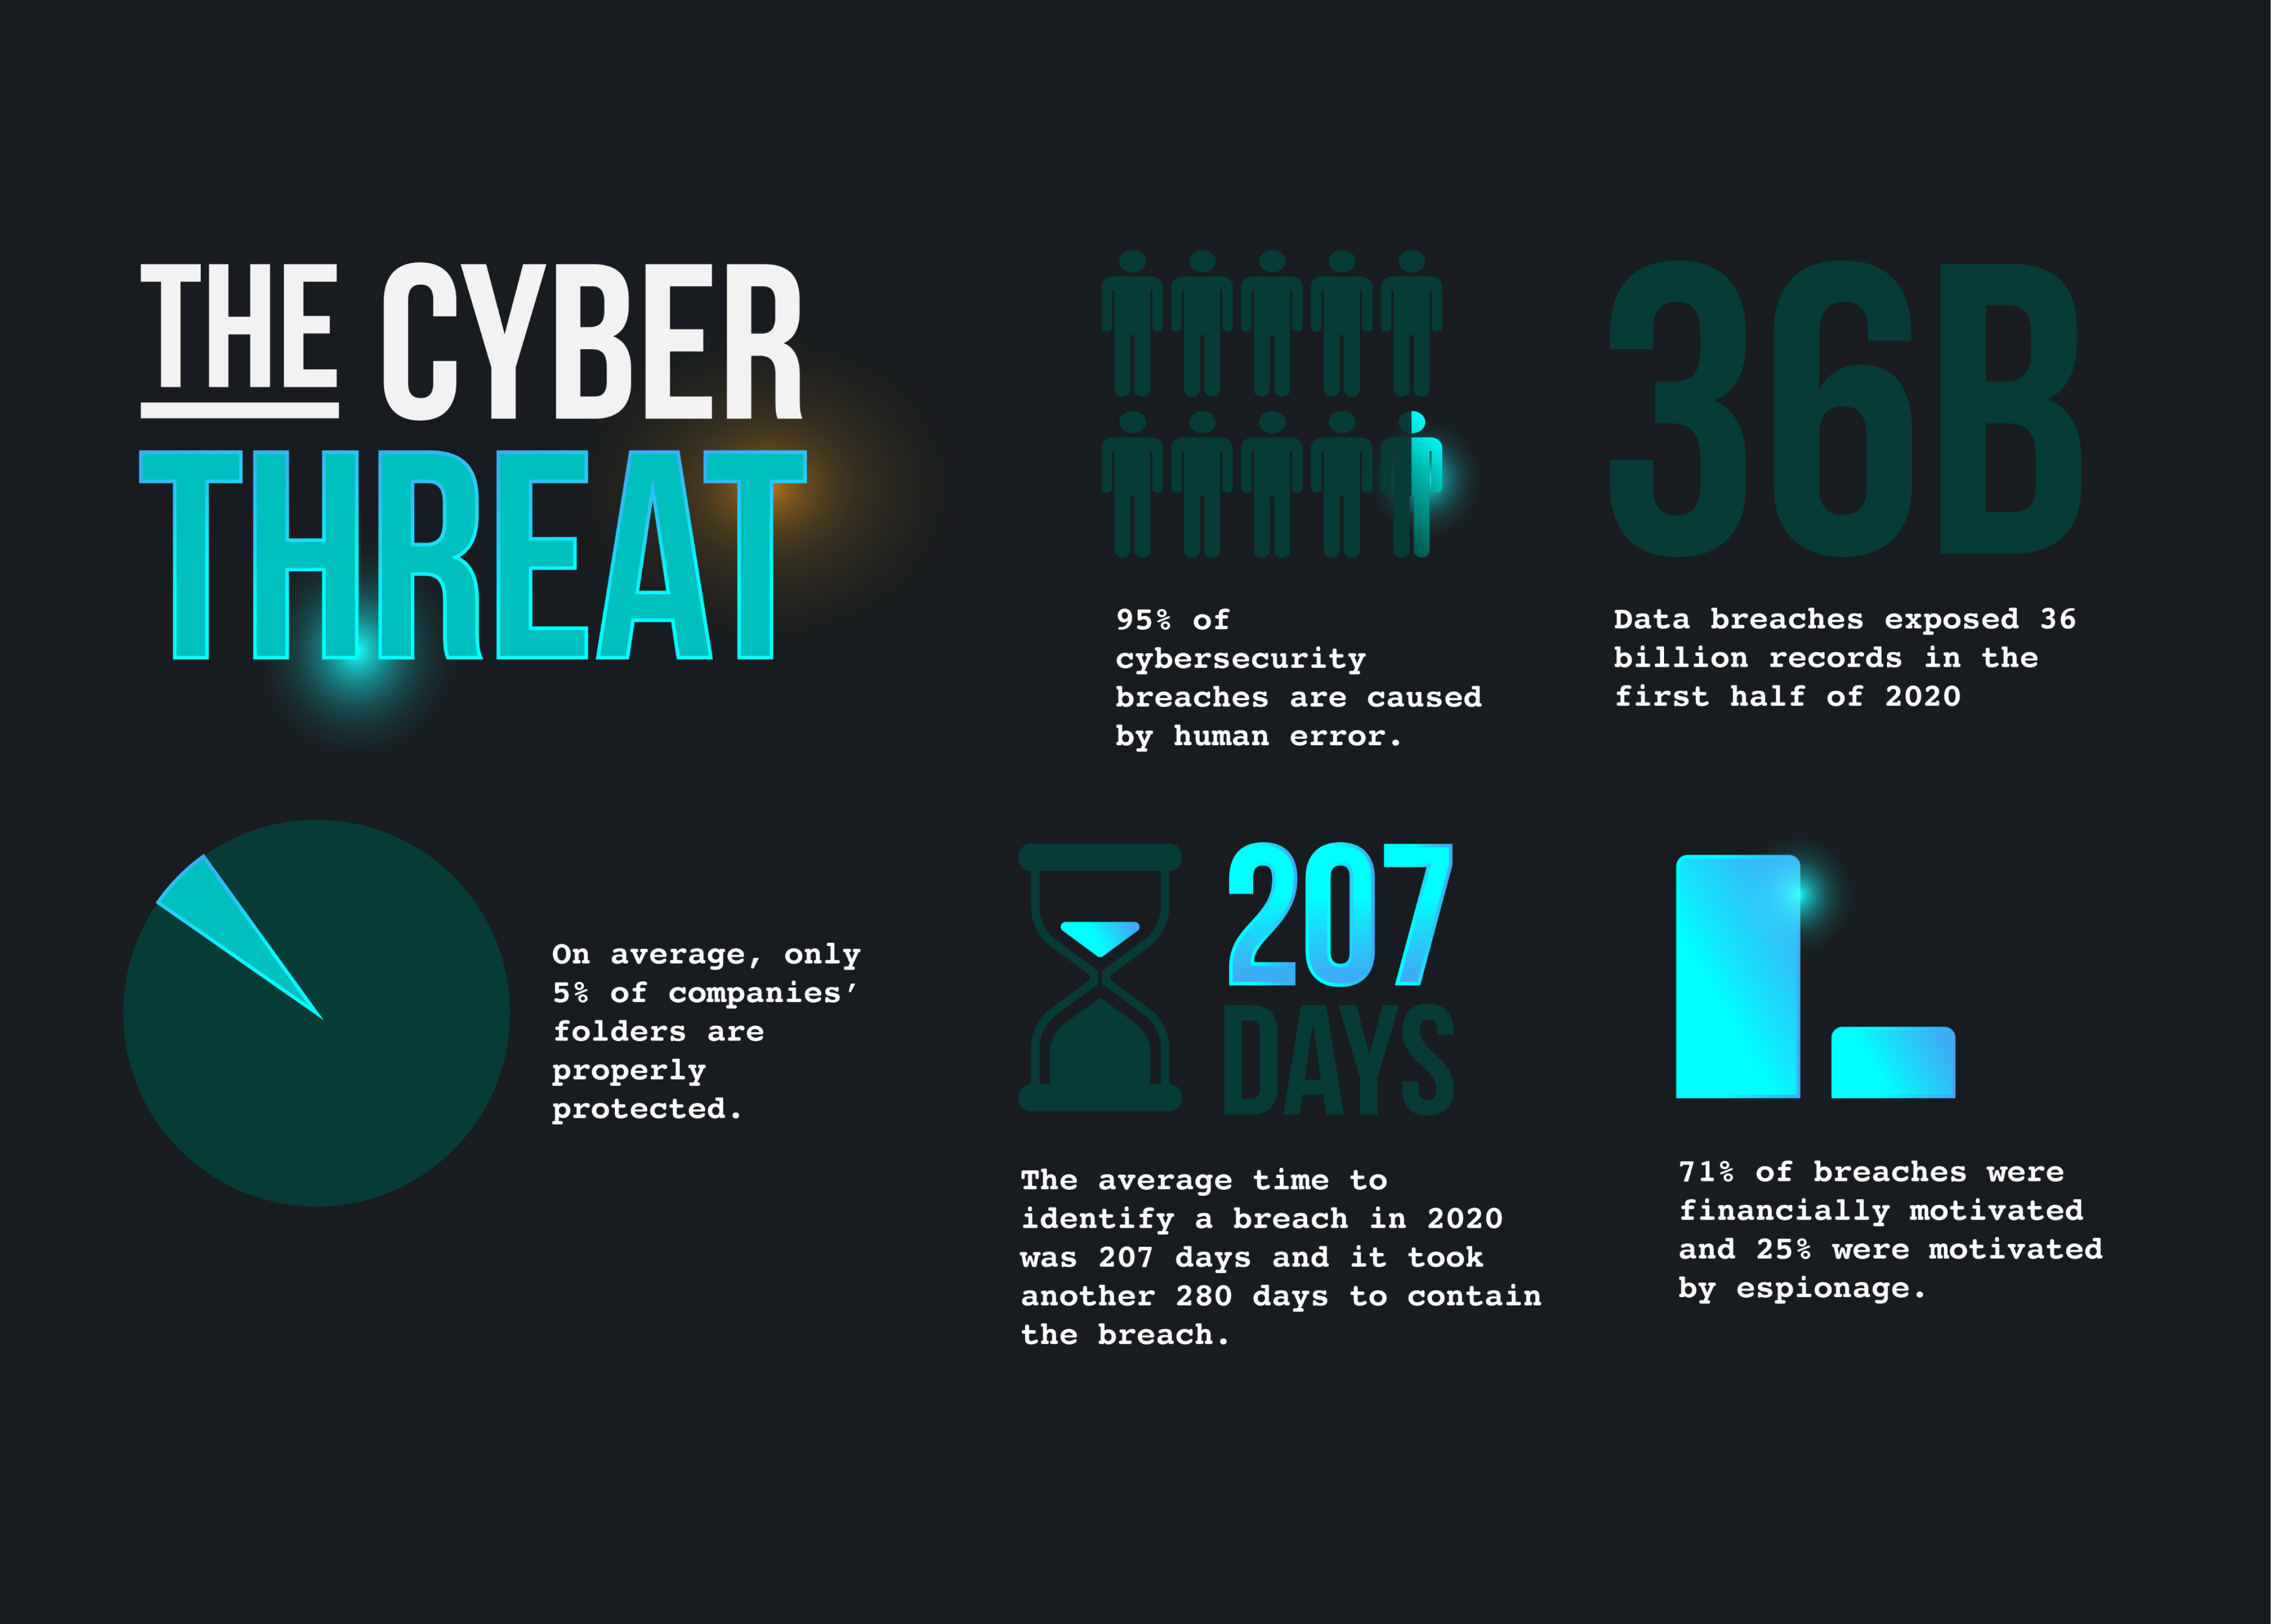 THE CYBER
THREAT
95% of
cybersecurity
breaches are caused
by human error.
36B
Data breaches exposed 36
billion records in the
first half of 2020
On average, only
5% of companies’
folders are
properly
protected.
207
DAYS
The average time to
identify a breach in 2020
was 207 days and it took
another 280 days to contain
the breach.
71% of breaches were
financially motivated
and 25% were motivated
by espionage.